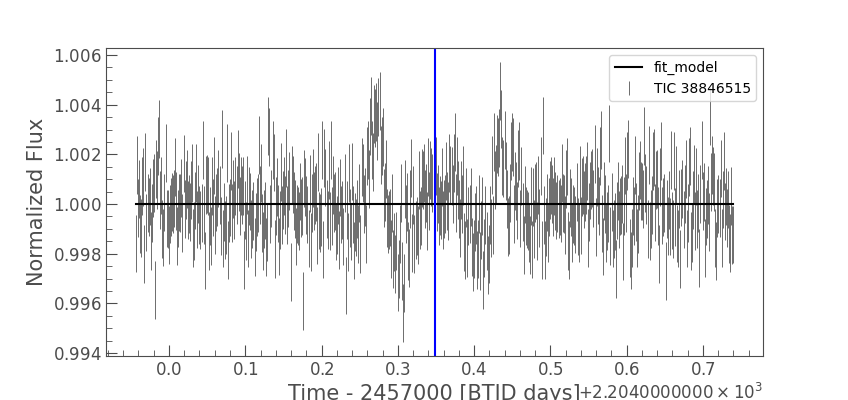 1.006
1.004
1.002
1.000
0.998
0.996
0.994
Normalized Flux
fit_model
TIC 38846515
0.0 0.1 0.2 0.3 0.4 0.5 0.6 0.7
Time - 2457000 [BTJD days]
+2.2040000000 × 10³